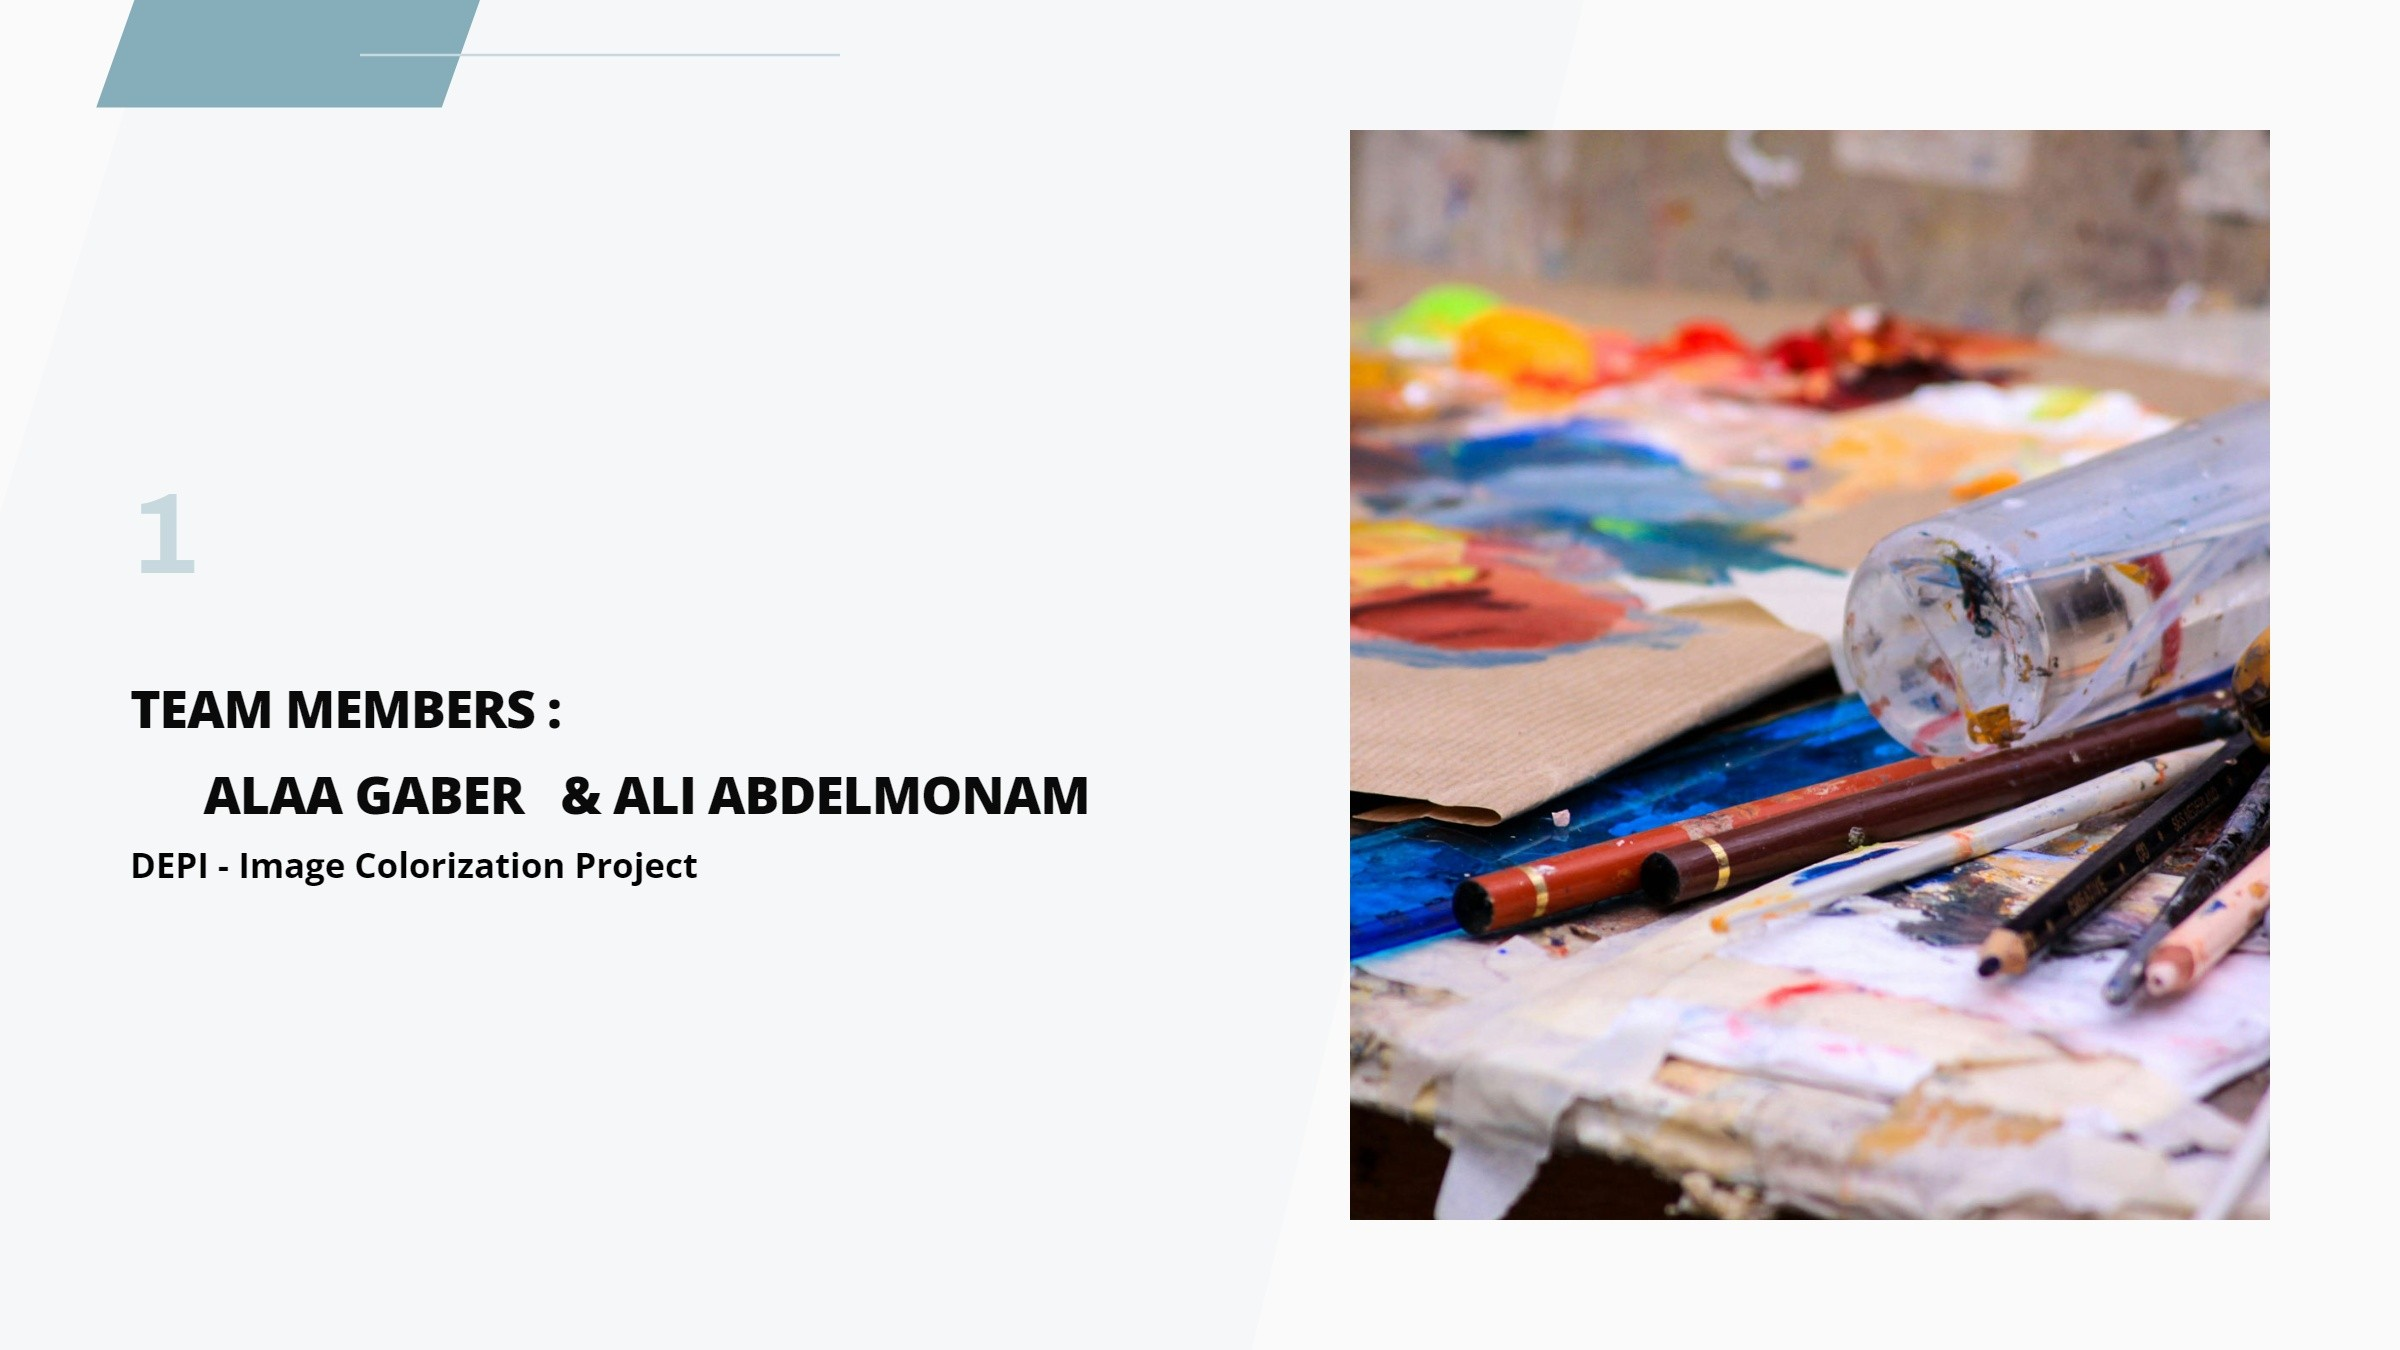 1
TEAM MEMBERS :
ALAA GABER & ALI ABDELMONAM
DEPI - Image Colorization Project